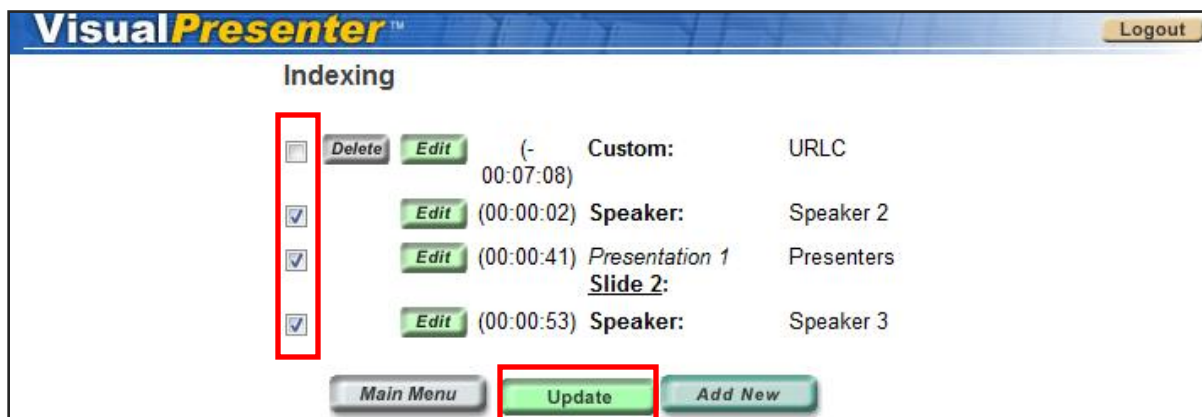 VisualPresenter™ Logout
Indexing
Delete Edit (- Custom: URLC
00:07:08)
Edit (00:00:02) Speaker: Speaker 2
Edit (00:00:41) Presentation 1 Presenters
Slide 2:
Edit (00:00:53) Speaker: Speaker 3
Main Menu Update Add New